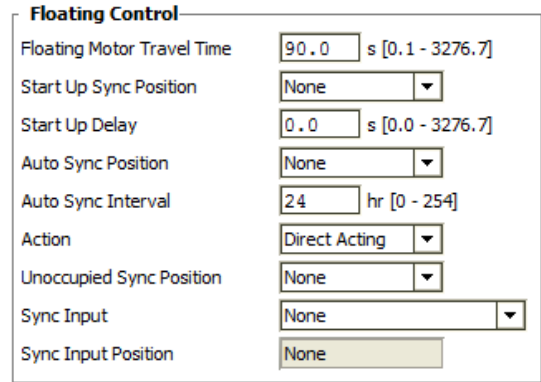 Floating Control
Floating Motor Travel Time 90.0 s [0.1 - 3276.7]
Start Up Sync Position None
Start Up Delay 0.0 s [0.0 - 3276.7]
Auto Sync Position None
Auto Sync Interval 24 hr [0 - 254]
Action Direct Acting
Unoccupied Sync Position None
Sync Input None
Sync Input Position None